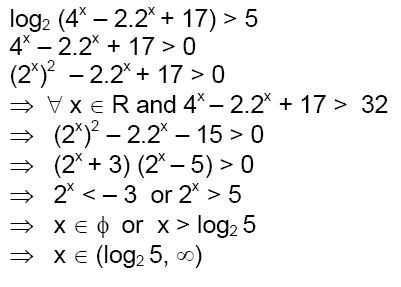 log₂ (4ˣ – 2.2ˣ + 17) > 5
4ˣ – 2.2ˣ + 17 > 0
(2ˣ)² – 2.2ˣ + 17 > 0
⇒ ∀ x ∈ R and 4ˣ – 2.2ˣ + 17 > 32
⇒ (2ˣ)² – 2.2ˣ – 15 > 0
⇒ (2ˣ + 3) (2ˣ – 5) > 0
⇒ 2ˣ < – 3 or 2ˣ > 5
⇒ x ∈ ϕ or x > log₂ 5
⇒ x ∈ (log₂ 5, ∞)